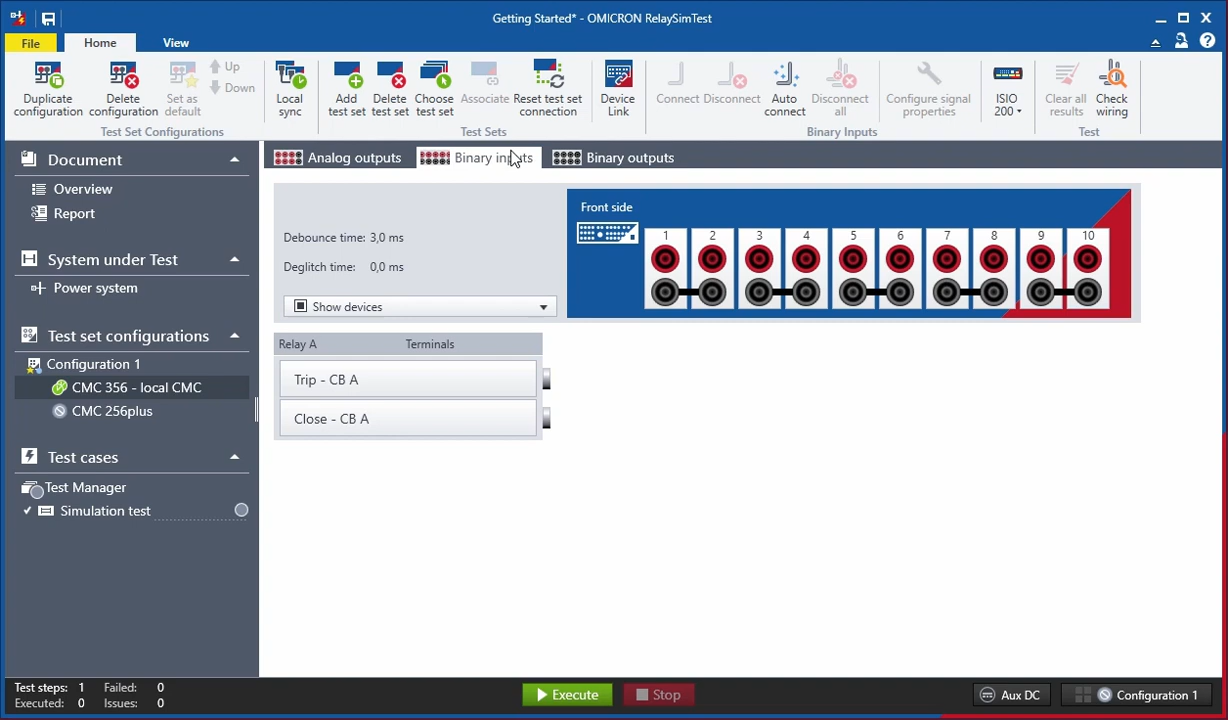 Getting Started* - OMICRON RelaySimTest
File
Home
View
Duplicate configuration
Delete configuration
Set as default
Up
Down
Test Set Configurations
Local sync
Add test set
Delete test set
Choose test set
Associate
Reset test set connection
Test Sets
Device Link
Connect
Disconnect
Auto connect
Disconnect all
Binary Inputs
Configure signal properties
ISIO 200
Clear all results
Check wiring
Test
Document
Overview
Report
System under Test
Power system
Test set configurations
Configuration 1
CMC 356 - local CMC
CMC 256plus
Test cases
Test Manager
Simulation test
Analog outputs
Binary inputs
Binary outputs
Debounce time: 3,0 ms
Deglitch time: 0,0 ms
Show devices
Front side
1 2 3 4 5 6 7 8 9 10
Relay A Terminals
Trip - CB A
Close - CB A
Test steps: 1 Failed: 0
Executed: 0 Issues: 0
Execute
Stop
Aux DC
Configuration 1